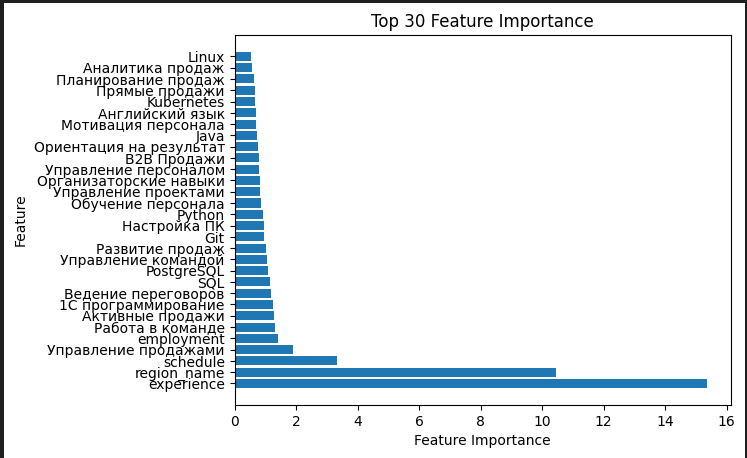 Top 30 Feature Importance
Linux
Аналитика продаж
Планирование продаж
Прямые продажи
Kubernetes
Английский язык
Мотивация персонала
Java
Ориентация на результат
B2B Продажи
Управление персоналом
Организаторские навыки
Управление проектами
Обучение персонала
Python
Настройка ПК
Git
Развитие продаж
Управление командой
PostgreSQL
SQL
Ведение переговоров
1С программирование
Активные продажи
Работа в команде
employment
Управление продажами
schedule
region_name
experience
Feature
0 2 4 6 8 10 12 14 16
Feature Importance